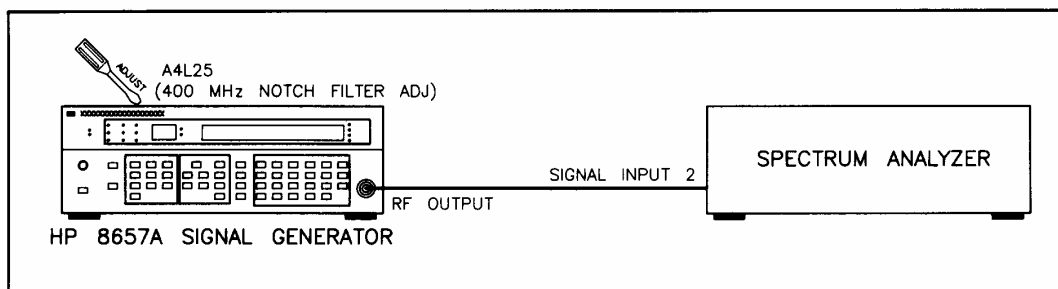 ADJUST
A4L25
(400 MHz NOTCH FILTER ADJ)
SPECTRUM ANALYZER
SIGNAL INPUT 2
RF OUTPUT
HP 8657A SIGNAL GENERATOR